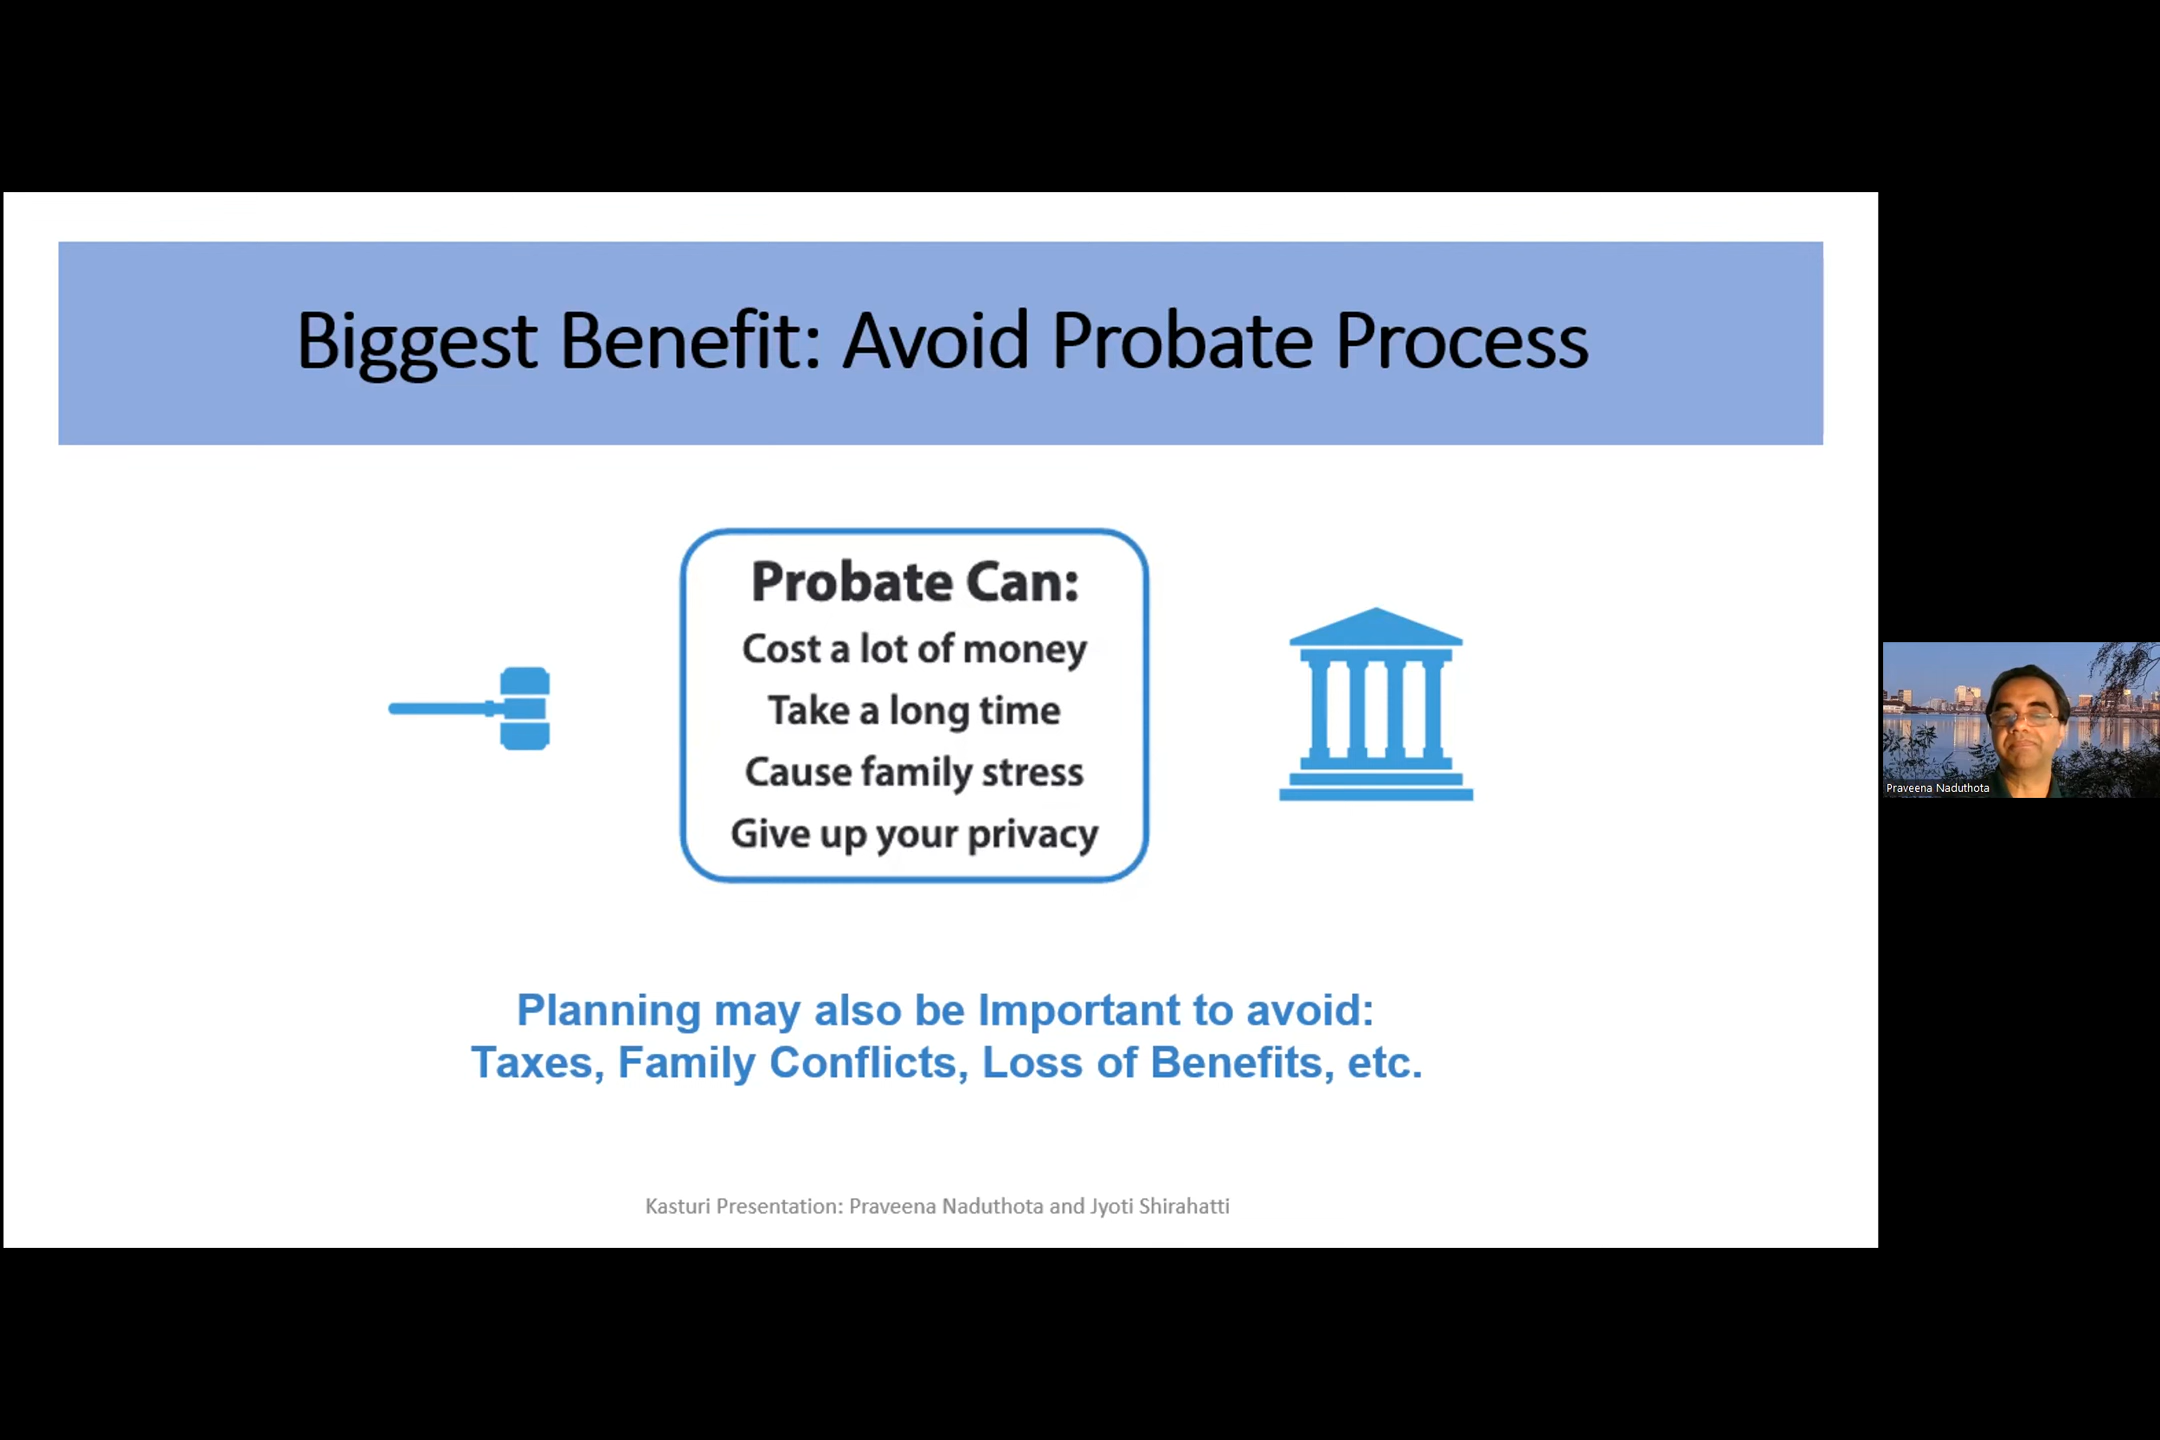 Biggest Benefit: Avoid Probate Process
Probate Can:
Cost a lot of money
Take a long time
Cause family stress
Give up your privacy
Planning may also be Important to avoid:
Taxes, Family Conflicts, Loss of Benefits, etc.
Kasturi Presentation: Praveena Naduthota and Jyoti Shirahatti
Praveena Naduthota